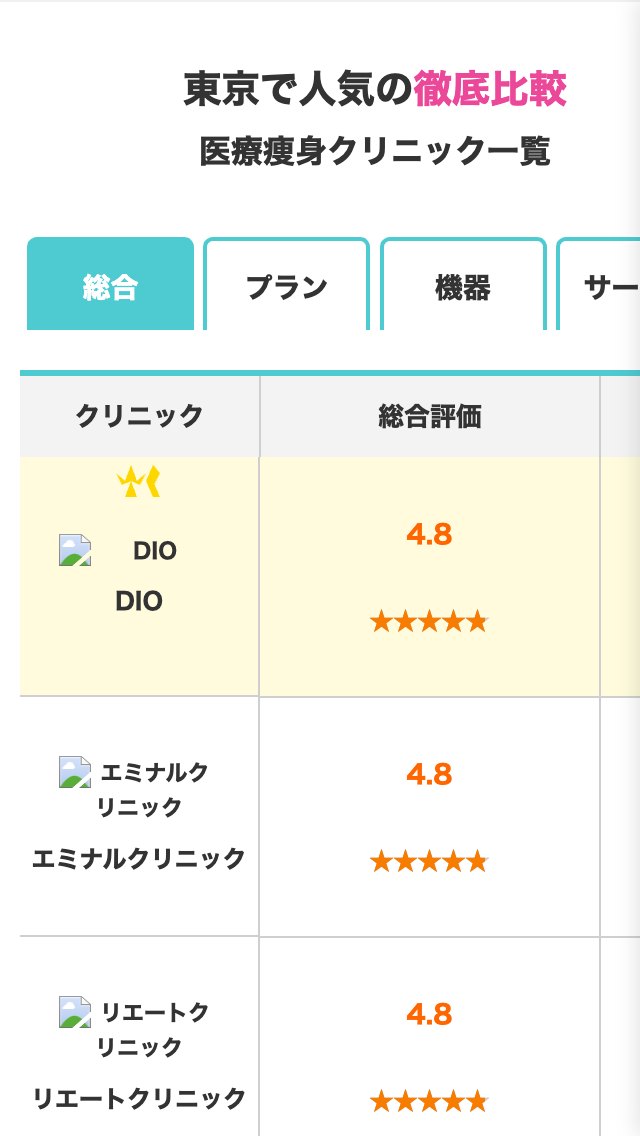 東京で人気の徹底比較
医療痩身クリニック一覧
総合
プラン
機器
サー
クリニック
総合評価
DIO
DIO
4.8
★★★★★
エミナルク
リニック
エミナルクリニック
4.8
★★★★★
リエートク
リニック
リエートクリニック
4.8
★★★★★